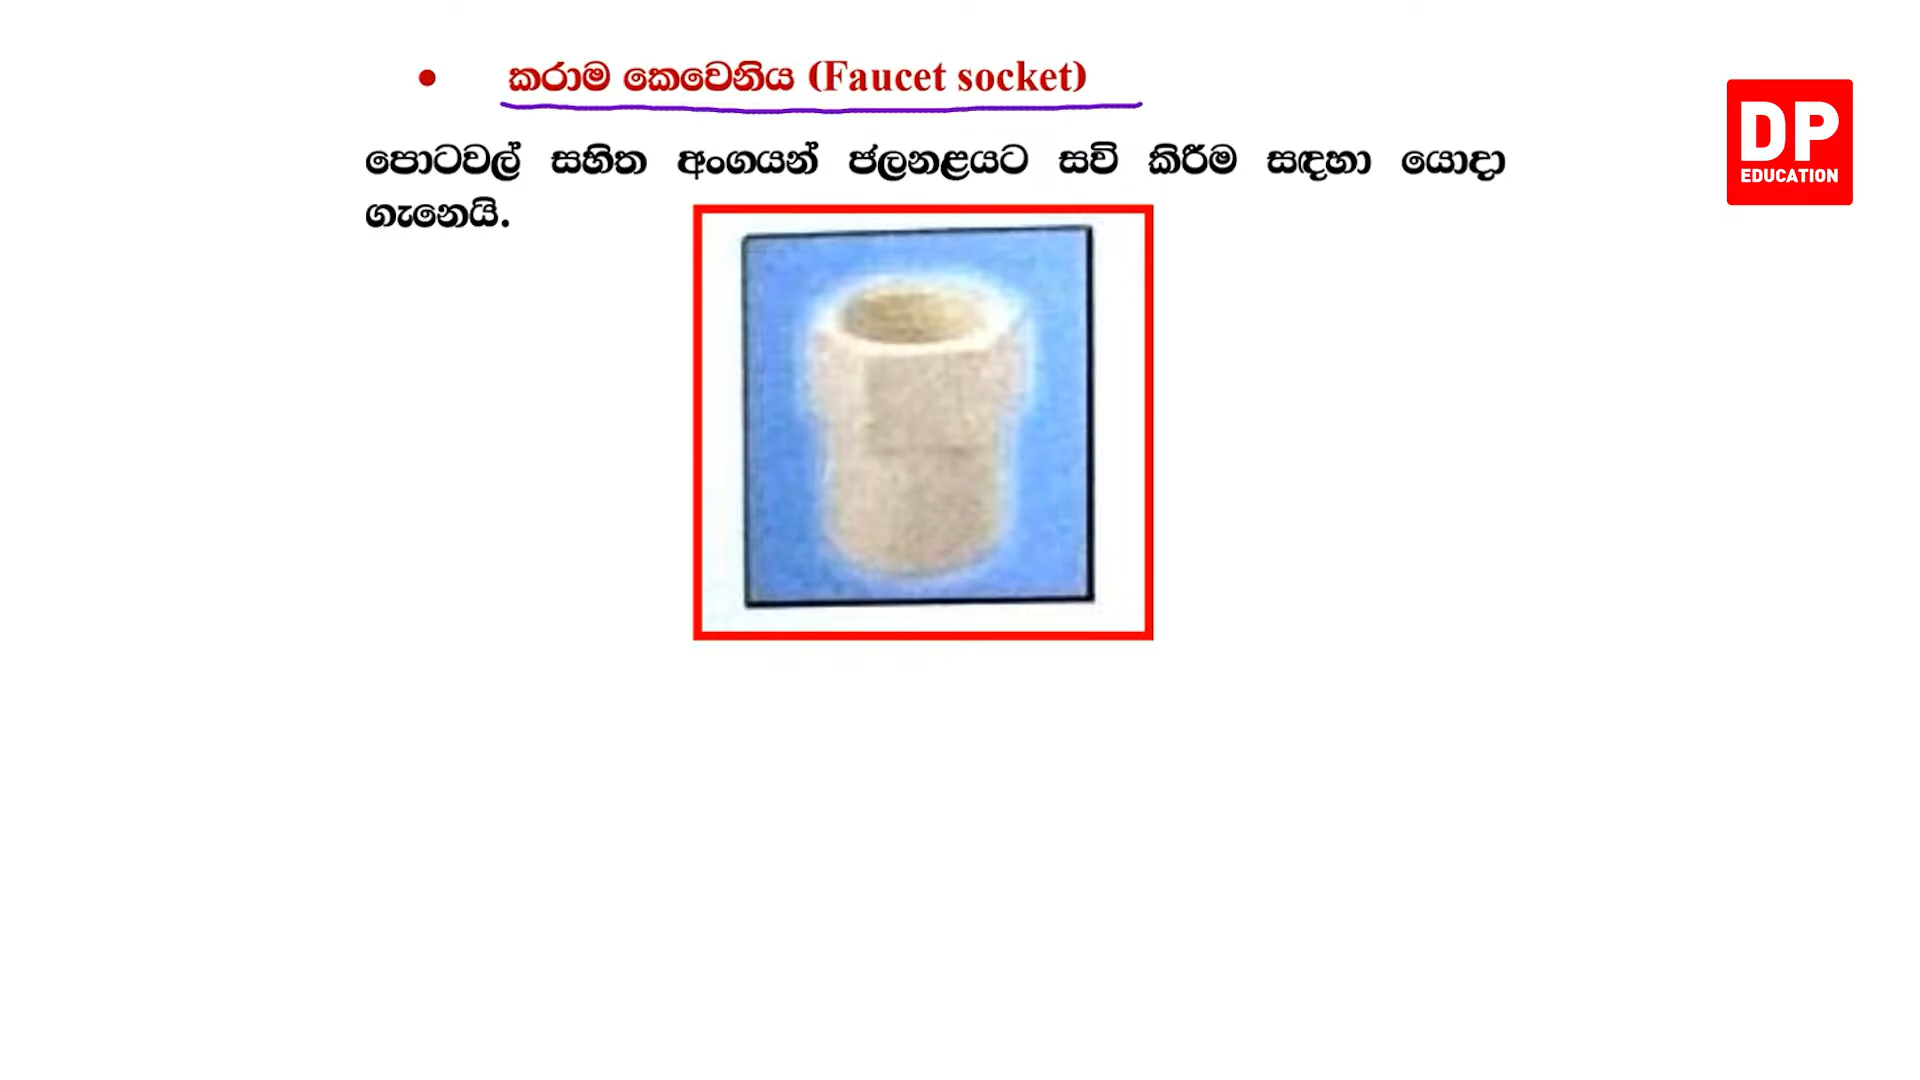 • කරාම කෙවෙනිය (Faucet socket)
පොටවල් සහිත අංගයන් ජලනළයට සවි කිරීම සඳහා යොදා
ගැනෙයි.
DP
EDUCATION